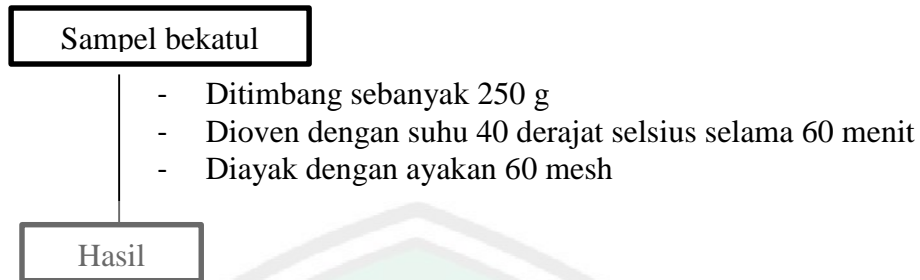 Sampel bekatul
- Ditimbang sebanyak 250 g
- Dioven dengan suhu 40 derajat selsius selama 60 menit
- Diayak dengan ayakan 60 mesh
Hasil